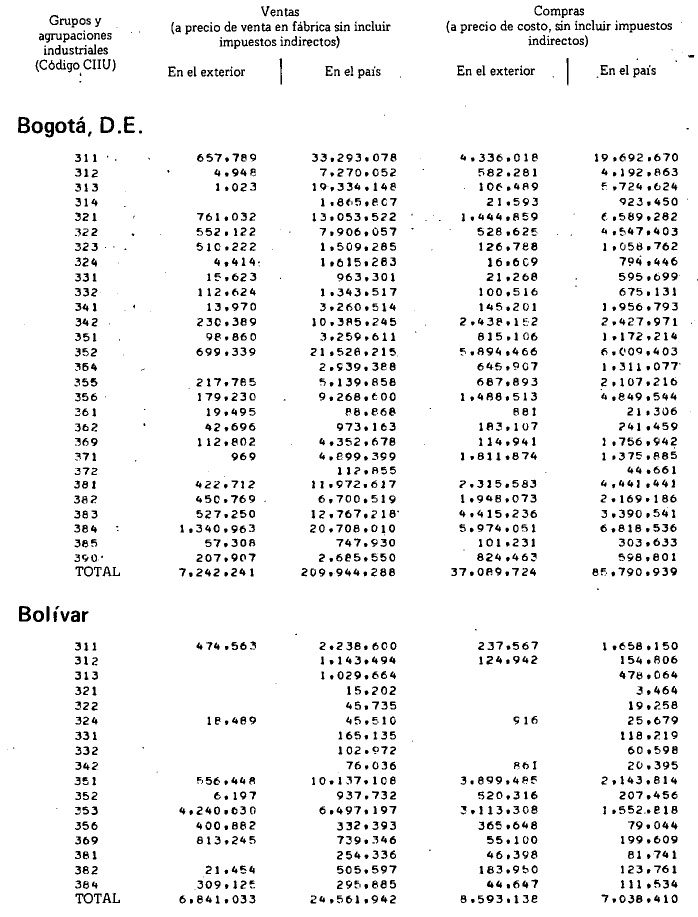 Grupos y agrupaciones industriales (Código CIIU)
Ventas (a precio de venta en fábrica sin incluir impuestos indirectos)
Compras (a precio de costo, sin incluir impuestos indirectos)
En el exterior En el país En el exterior En el país
Bogotá, D.E.
311 657.789 33.293.078 4.336.018 19.692.670
312 4.948 7.270.052 582.281 4.192.863
313 1.023 19.334.148 106.489 5.724.624
314 1.865.807 21.593 923.450
321 761.032 13.053.522 1.444.859 6.589.282
322 552.122 7.906.057 528.625 4.547.403
323 510.222 1.509.285 126.788 1.058.762
324 4.414 1.615.283 16.609 794.446
331 15.623 963.301 21.268 595.699
332 112.624 1.343.517 100.516 675.131
341 13.970 3.260.514 145.201 1.956.793
342 230.389 10.385.245 2.438.152 2.427.971
351 98.860 3.259.611 815.106 1.172.214
352 699.339 21.528.215 5.894.466 6.009.403
354 2.939.388 645.907 1.311.077
355 217.785 5.139.858 687.893 2.107.216
356 179.230 9.268.600 1.488.513 4.849.544
361 19.495 88.868 881 21.306
362 42.696 973.163 183.107 241.459
369 112.802 4.352.678 114.941 1.756.942
371 969 4.899.399 1.811.874 1.375.885
372 112.855 44.661
381 422.712 11.972.617 2.315.583 4.441.441
382 450.769 6.700.519 1.948.073 2.169.186
383 527.250 12.767.218 4.415.236 3.390.541
384 1.340.963 20.708.010 5.974.051 6.818.536
385 57.308 747.930 101.231 303.633
390 207.907 2.685.550 824.463 598.801
TOTAL 7.242.241 209.944.288 37.089.724 85.790.939
Bolívar
311 474.563 2.238.600 237.567 1.658.150
312 1.143.494 124.942 154.806
313 1.029.664 478.064
321 15.202 3.464
322 45.735 19.258
324 18.489 45.510 916 25.679
331 165.135 118.219
332 102.972 60.598
342 76.036 861 20.395
351 556.448 10.137.108 3.899.485 2.143.814
352 6.197 937.732 520.316 207.456
353 4.240.630 6.497.197 3.113.308 1.552.818
356 400.882 332.393 365.648 79.044
369 813.245 739.346 55.100 199.609
381 254.336 46.398 81.741
382 21.454 505.597 183.950 123.761
384 309.125 295.885 44.647 111.534
TOTAL 6.841.033 24.561.942 8.593.138 7.038.410